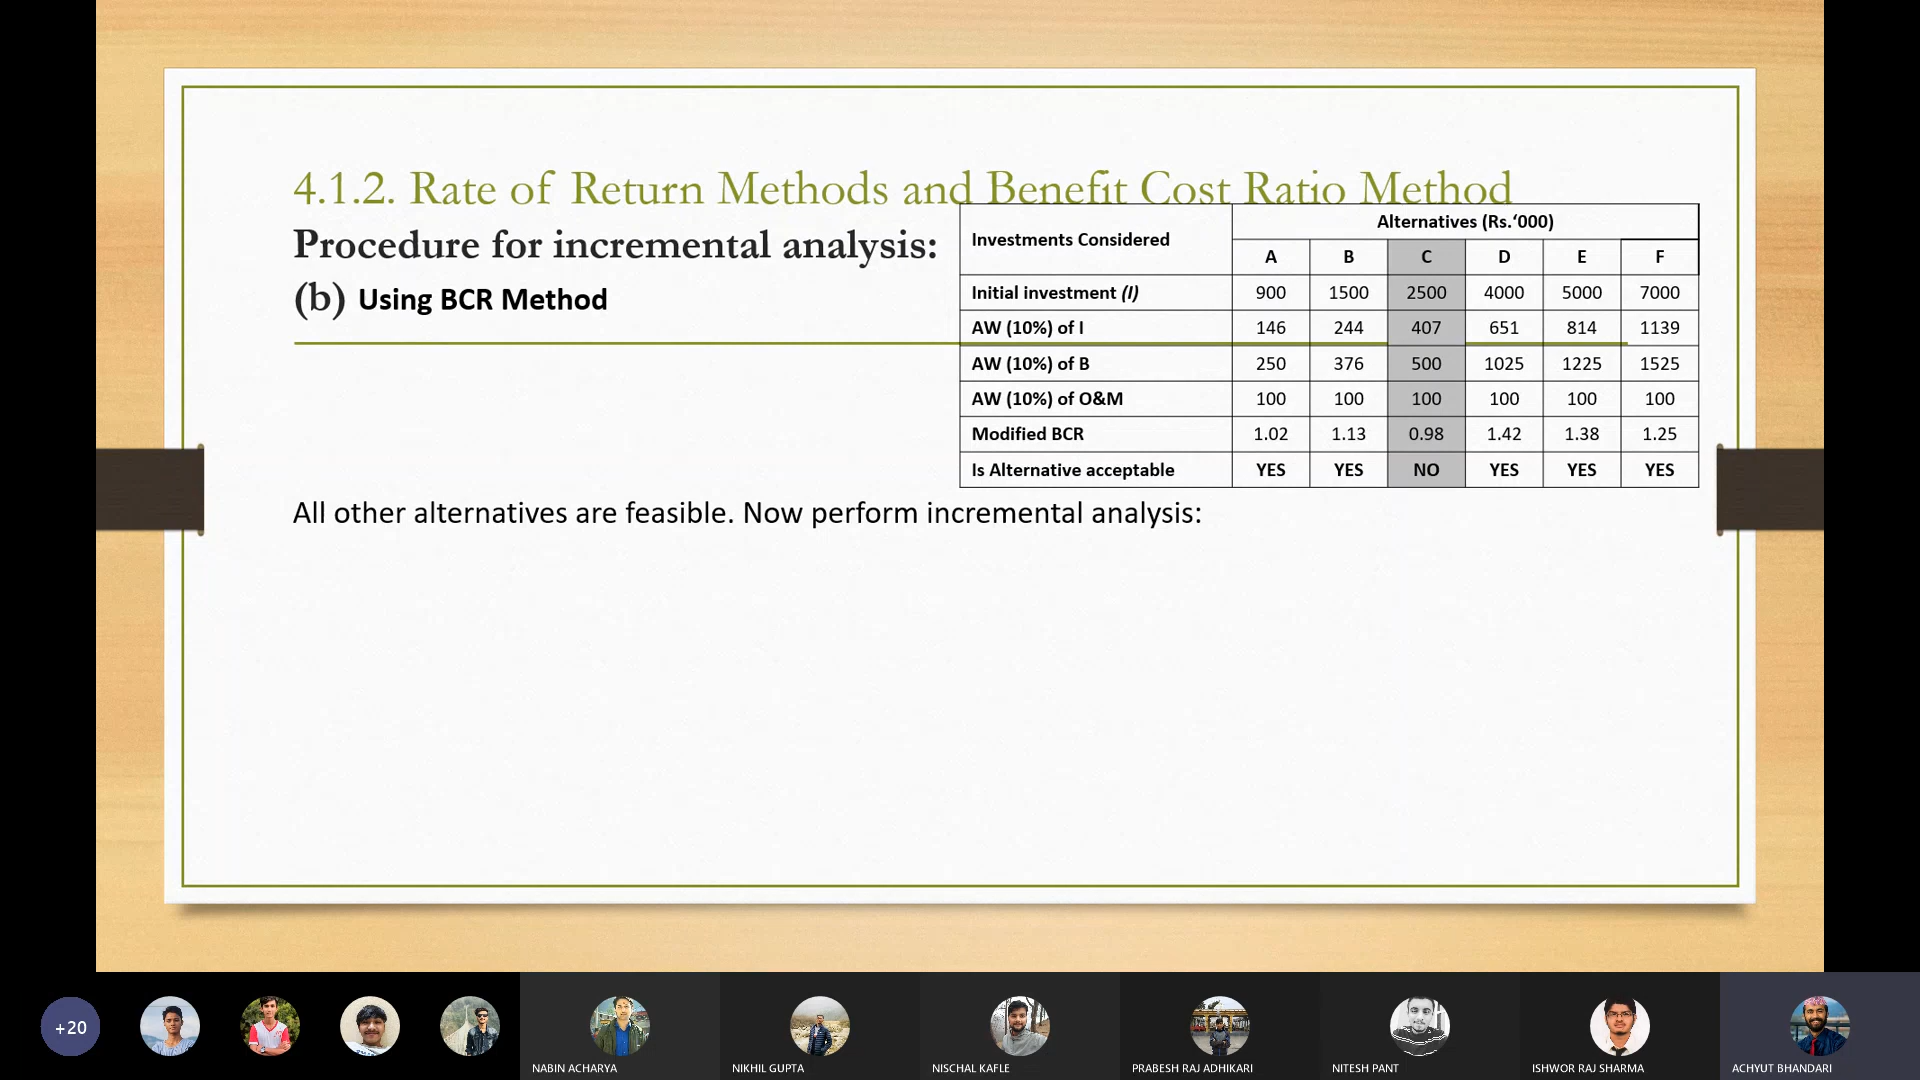 4.1.2. Rate of Return Methods and Benefit Cost Ratio Method
Procedure for incremental analysis:
(b) Using BCR Method
Investments Considered
Alternatives (Rs.‘000)
A B C D E F
Initial investment (I) 900 1500 2500 4000 5000 7000
AW (10%) of I 146 244 407 651 814 1139
AW (10%) of B 250 376 500 1025 1225 1525
AW (10%) of O&M 100 100 100 100 100 100
Modified BCR 1.02 1.13 0.98 1.42 1.38 1.25
Is Alternative acceptable YES YES NO YES YES YES
All other alternatives are feasible. Now perform incremental analysis:
+20
NABIN ACHARYA
NIKHIL GUPTA
NISCHAL KAFLE
PRABESH RAJ ADHIKARI
NITESH PANT
ISHWOR RAJ SHARMA
ACHYUT BHANDARI